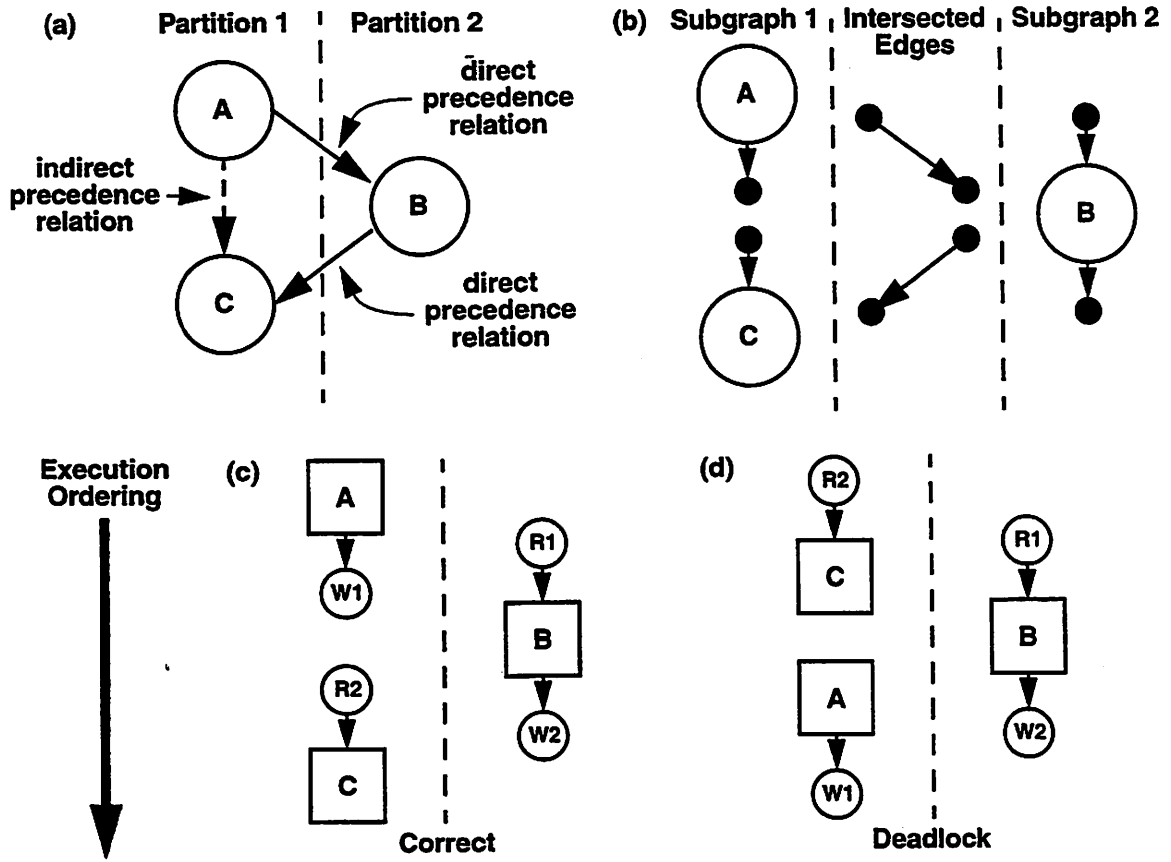 (a)
Partition 1
Partition 2
A
direct
precedence
relation
indirect
precedence
relation
B
C
direct
precedence
relation
(b)
Subgraph 1
Intersected
Edges
Subgraph 2
A
B
C
Execution
Ordering
(c)
A
W1
R1
B
R2
W2
C
Correct
(d)
R2
C
R1
B
A
W2
W1
Deadlock